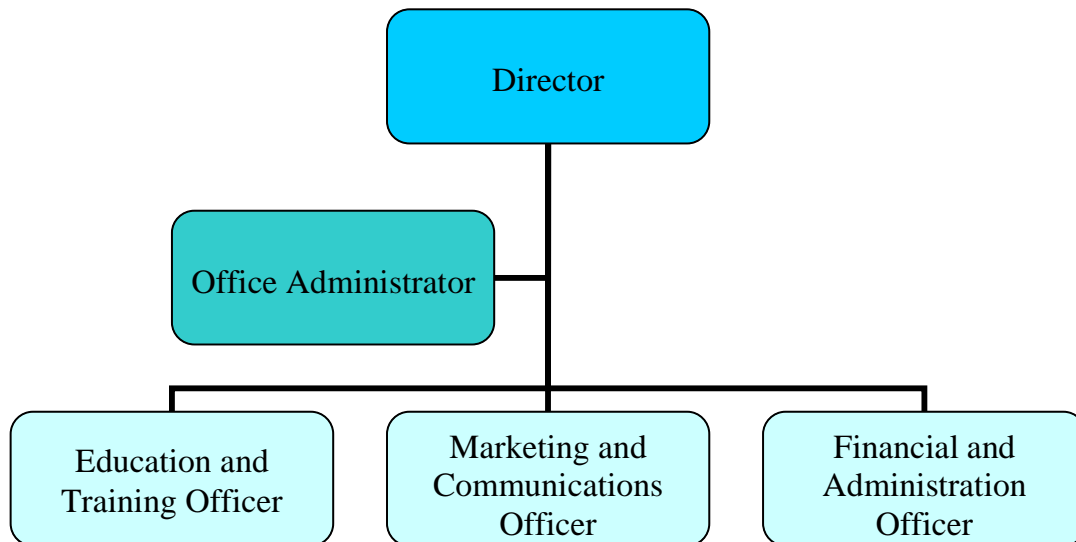 Director
Office Administrator
Education and
Training Officer
Marketing and
Communications
Officer
Financial and
Administration
Officer